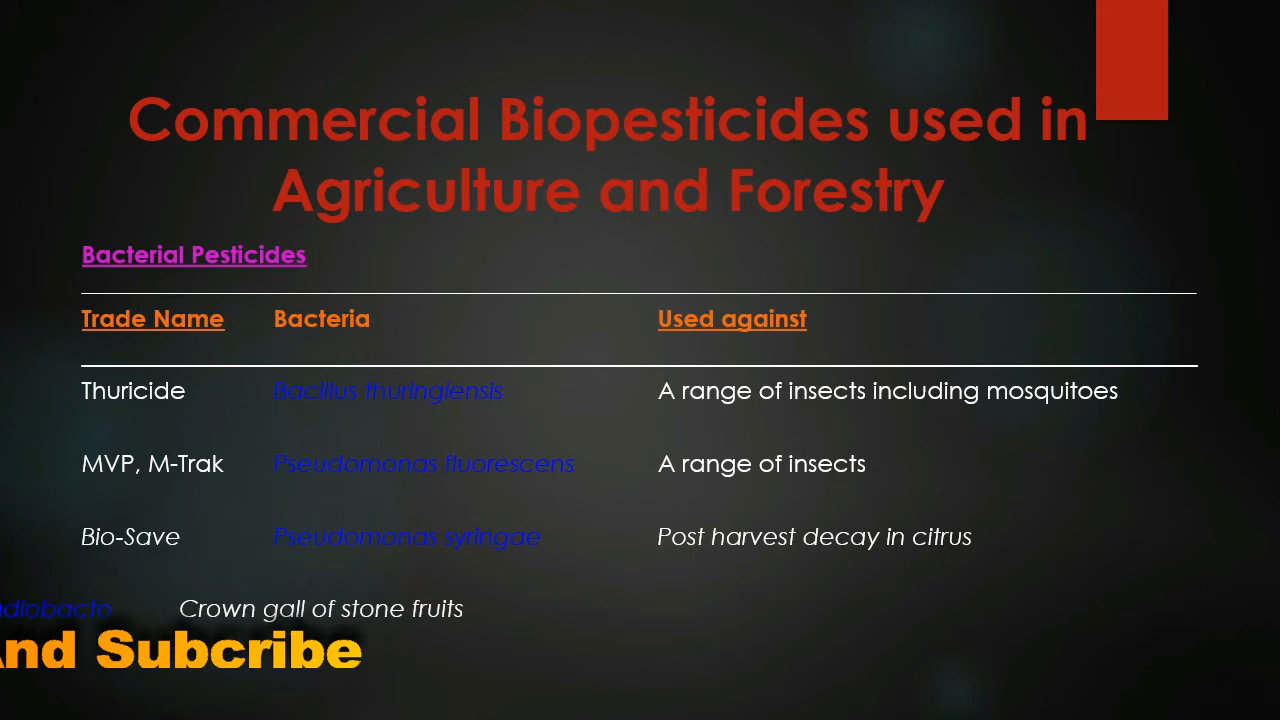 Commercial Biopesticides used in
Agriculture and Forestry
Bacterial Pesticides
Trade Name Bacteria Used against
Thuricide Bacillus thuringiensis A range of insects including mosquitoes
MVP, M-Trak Pseudomonas fluorescens A range of insects
Bio-Save Pseudomonas syringae Post harvest decay in citrus
Crown gall of stone fruits
And Subcribe